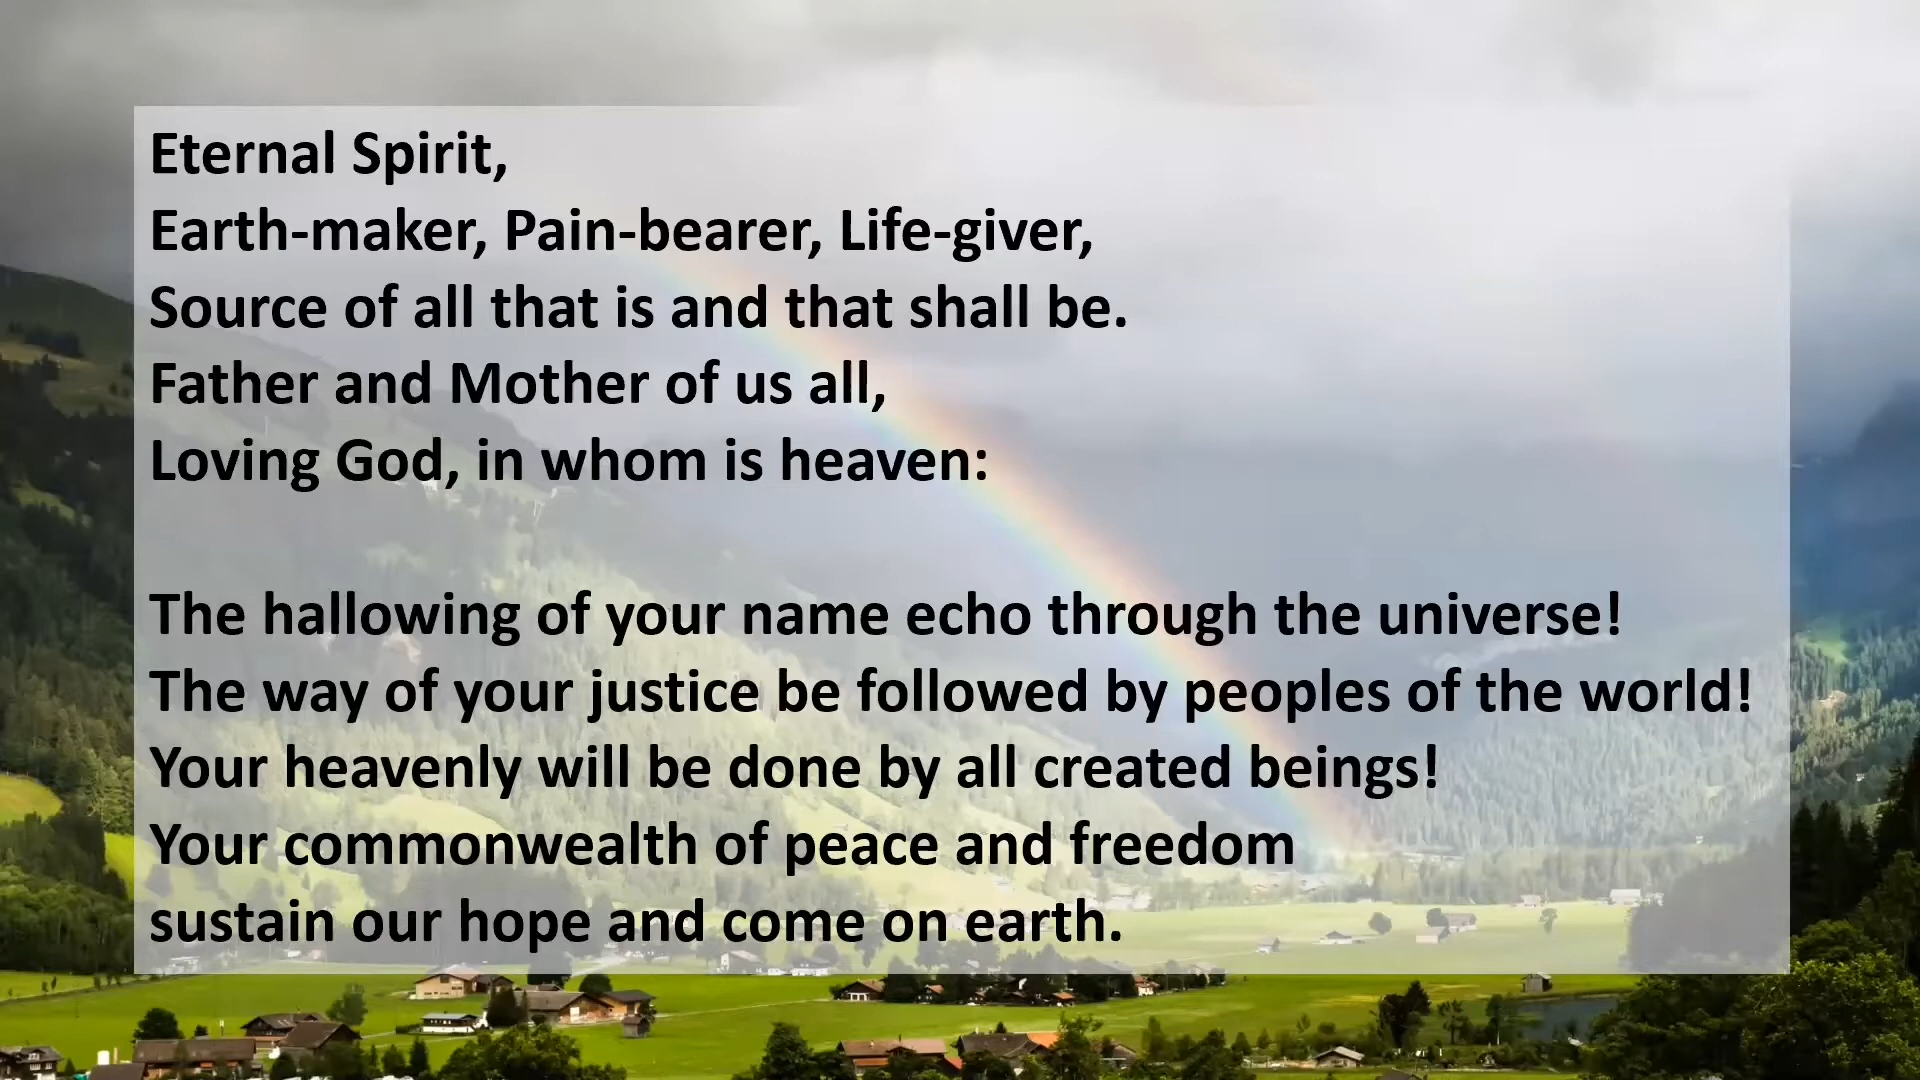 Eternal Spirit,
Earth-maker, Pain-bearer, Life-giver,
Source of all that is and that shall be.
Father and Mother of us all,
Loving God, in whom is heaven:
The hallowing of your name echo through the universe!
The way of your justice be followed by peoples of the world!
Your heavenly will be done by all created beings!
Your commonwealth of peace and freedom
sustain our hope and come on earth.